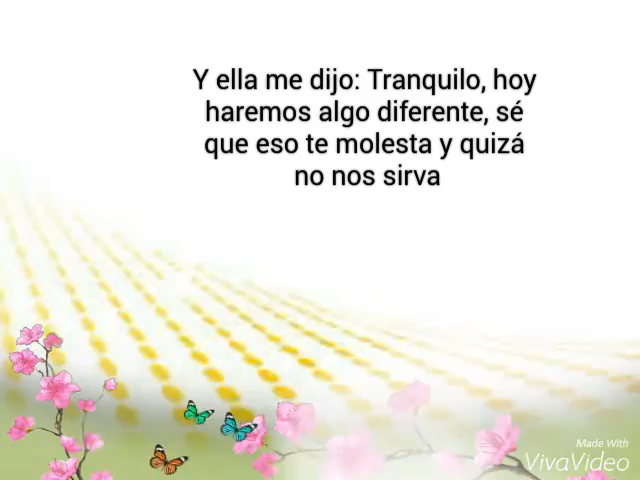 Y ella me dijo: Tranquilo, hoy
haremos algo diferente, sé
que eso te molesta y quizá
no nos sirva
Made With
VivaVideo